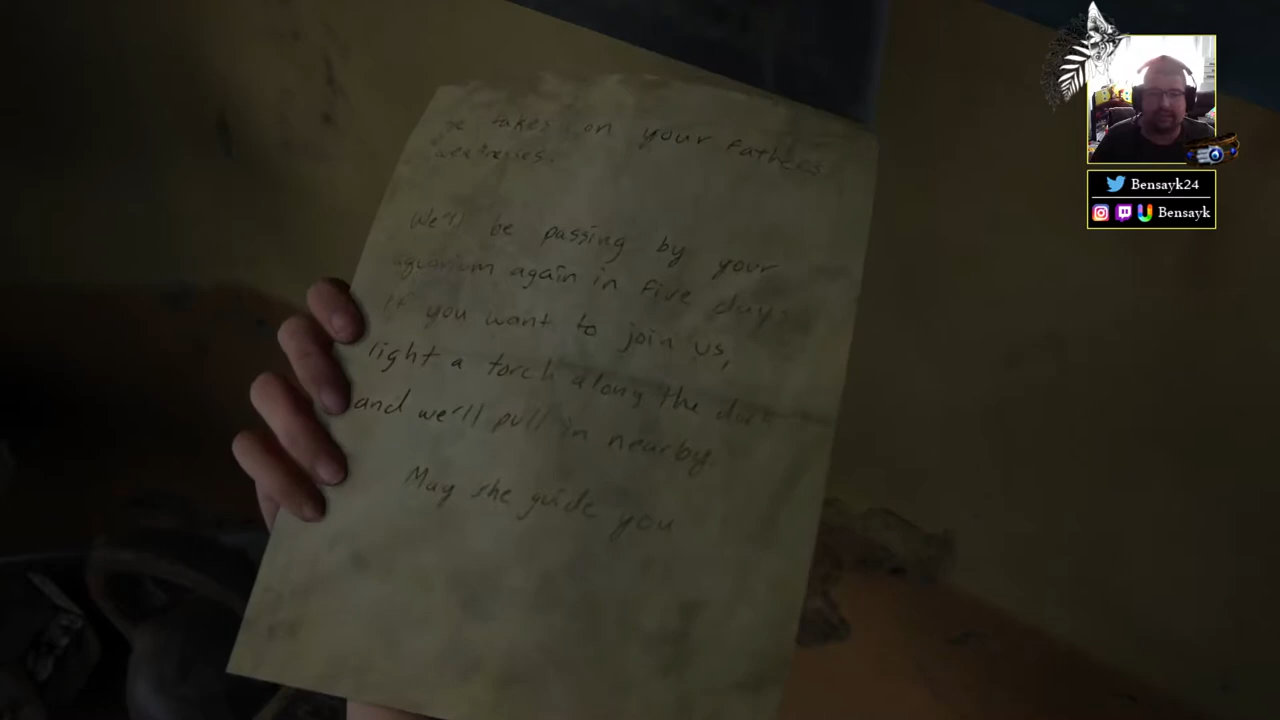 takes on your fathers
weaknesses.
We'll be passing by your
aquarium again in five days.
If you want to join us,
light a torch along the
and we'll pull in nearby.
May she guide you
Bensayk24
Bensayk